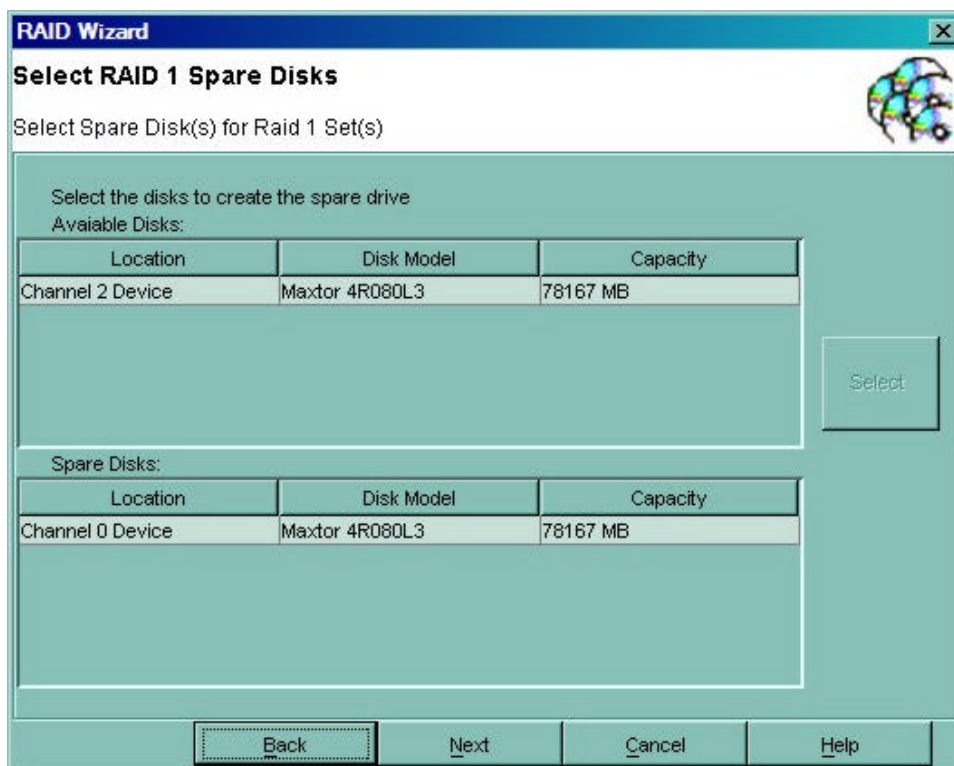 RAID Wizard
Select RAID 1 Spare Disks
Select Spare Disk(s) for Raid 1 Set(s)
Select the disks to create the spare drive
Avaiable Disks:
Location Disk Model Capacity
Channel 2 Device Maxtor 4R080L3 78167 MB
Select
Spare Disks:
Location Disk Model Capacity
Channel 0 Device Maxtor 4R080L3 78167 MB
Back Next Cancel Help